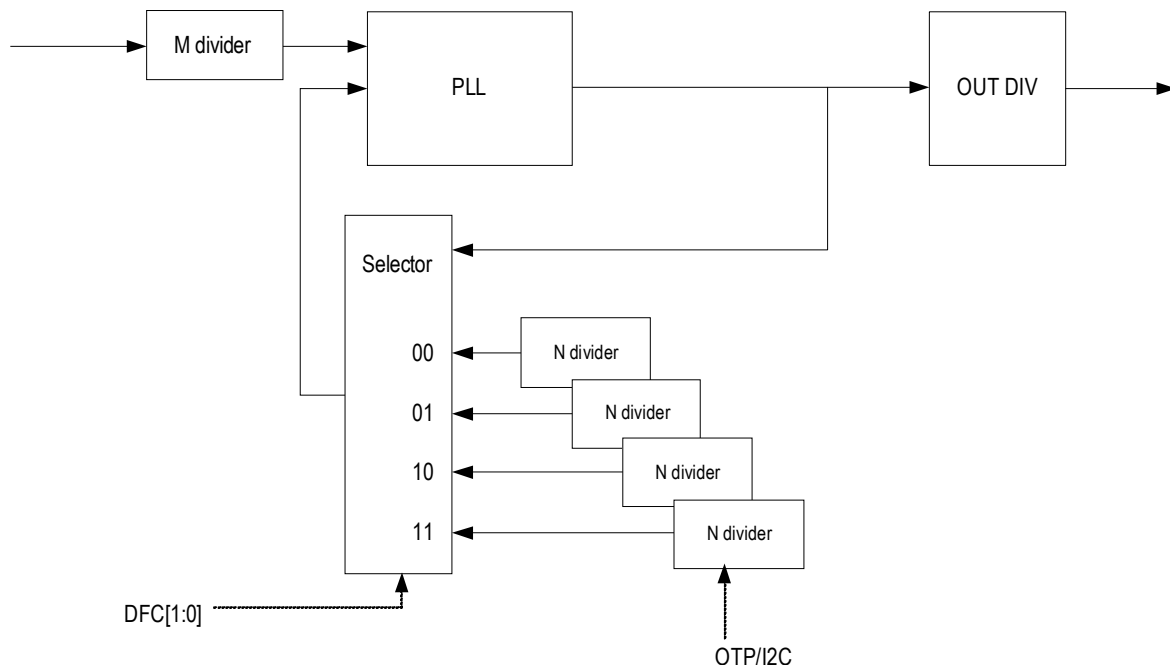 M divider
PLL
OUT DIV
Selector
00
N divider
01
N divider
10
N divider
11
N divider
DFC[1:0]
OTP/I2C